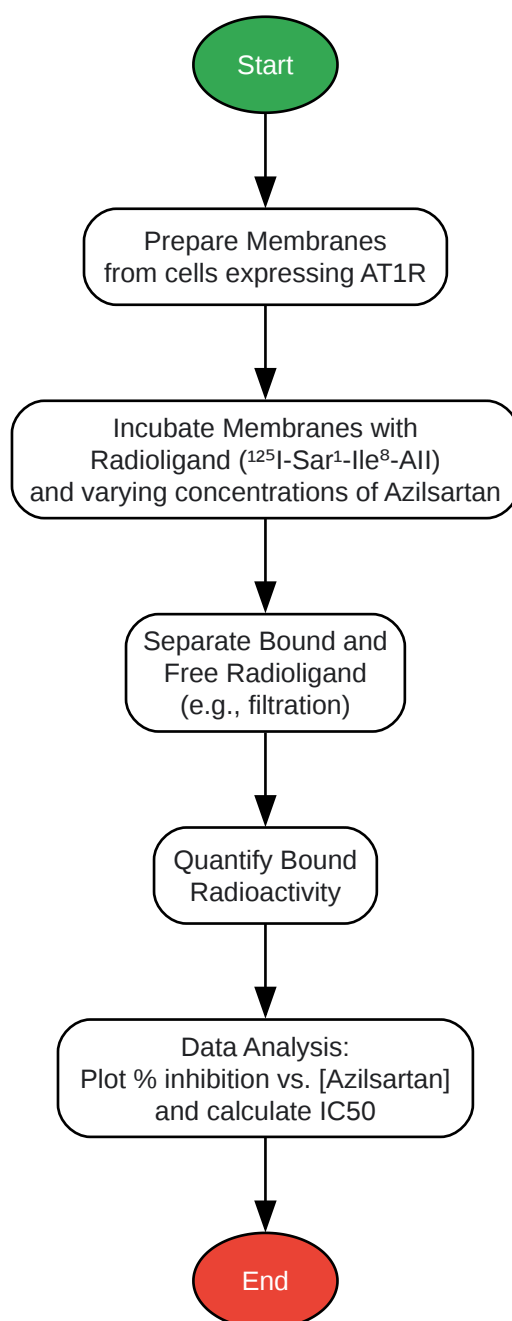 Start
Prepare Membranes
from cells expressing AT1R
Incubate Membranes with
Radioligand (¹²⁵I-Sar¹-Ile⁸-AII)
and varying concentrations of Azilsartan
Separate Bound and
Free Radioligand
(e.g., filtration)
Quantify Bound
Radioactivity
Data Analysis:
Plot % inhibition vs. [Azilsartan]
and calculate IC50
End